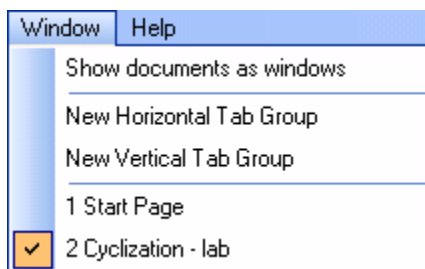 Window Help
Show documents as windows
New Horizontal Tab Group
New Vertical Tab Group
1 Start Page
2 Cyclization - lab